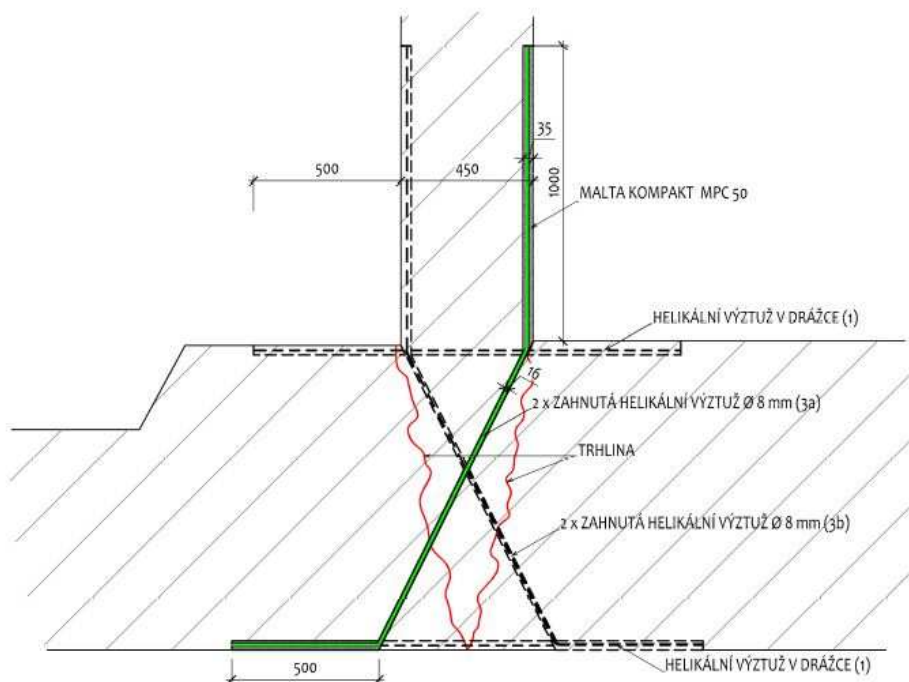 35
500
450
1000
MALTA KOMPAKT MPC 50
HELIKÁLNÍ VÝZTUŽ V DRÁŽCE (1)
16
2 x ZAHNUTÁ HELIKÁLNÍ VÝZTUŽ Ø 8 mm (3a)
TRHLINA
2 x ZAHNUTÁ HELIKÁLNÍ VÝZTUŽ Ø 8 mm (3b)
HELIKÁLNÍ VÝZTUŽ V DRÁŽCE (1)
500